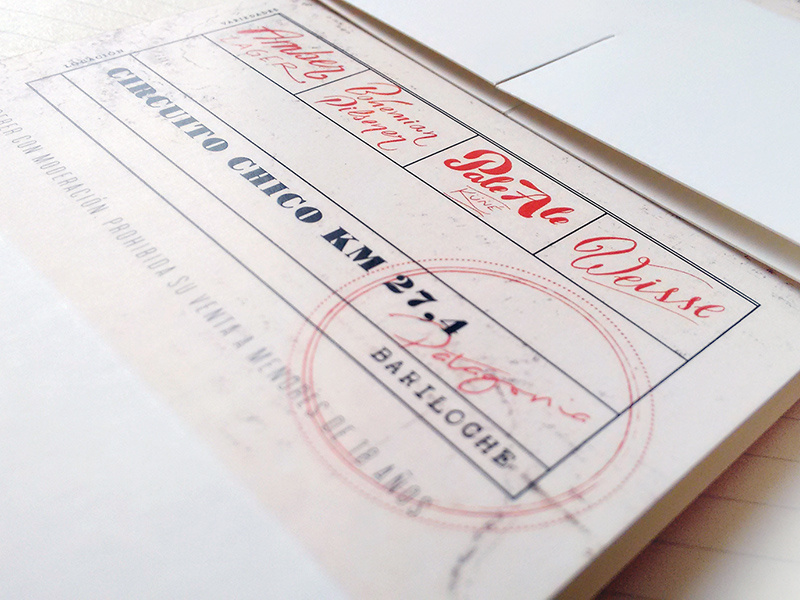 LOCACIÓN
VARIEDADES
Amber
LAGER
Bohemian
Pilsener
Pale Ale
KUNÉ
Weisse
CIRCUITO CHICO KM 27,4
Patagonia
BARILOCHE
BEBER CON MODERACIÓN PROHIBIDA SU VENTA A MENORES DE 18 AÑOS